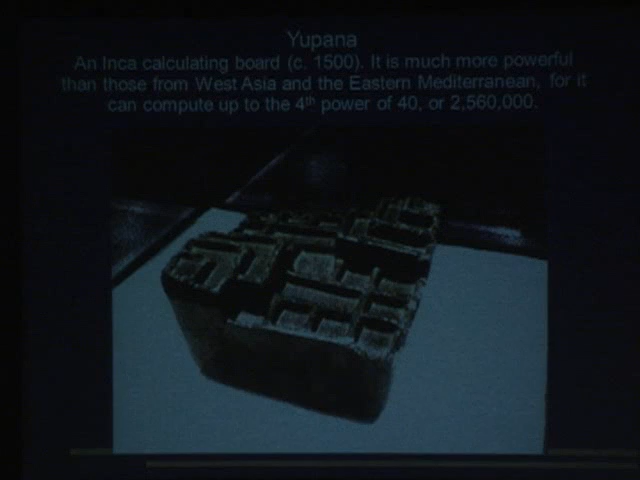 Yupana
An Inca calculating board (c. 1500). It is much more powerful
than those from West Asia and the Eastern Mediterranean, for it
can compute up to the 4th power of 40, or 2,560,000.